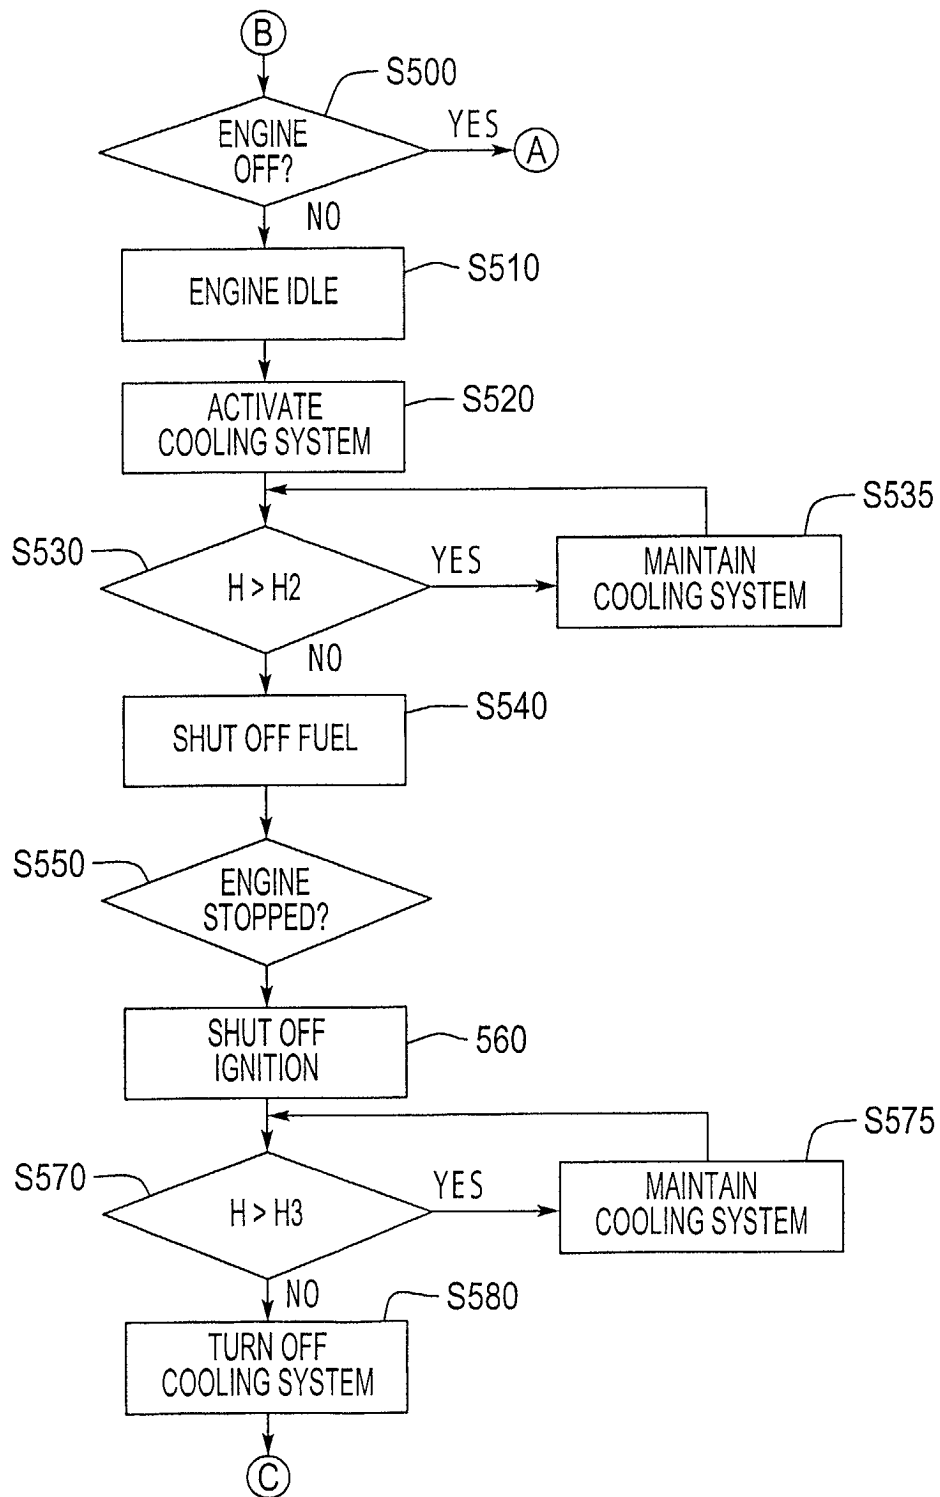 B
S500
ENGINE
OFF?
YES
A
NO
S510
ENGINE IDLE
S520
ACTIVATE
COOLING SYSTEM
S535
S530
H > H2
YES
MAINTAIN
COOLING SYSTEM
NO
S540
SHUT OFF FUEL
S550
ENGINE
STOPPED?
SHUT OFF
IGNITION
560
S575
S570
H > H3
YES
MAINTAIN
COOLING SYSTEM
NO
S580
TURN OFF
COOLING SYSTEM
C